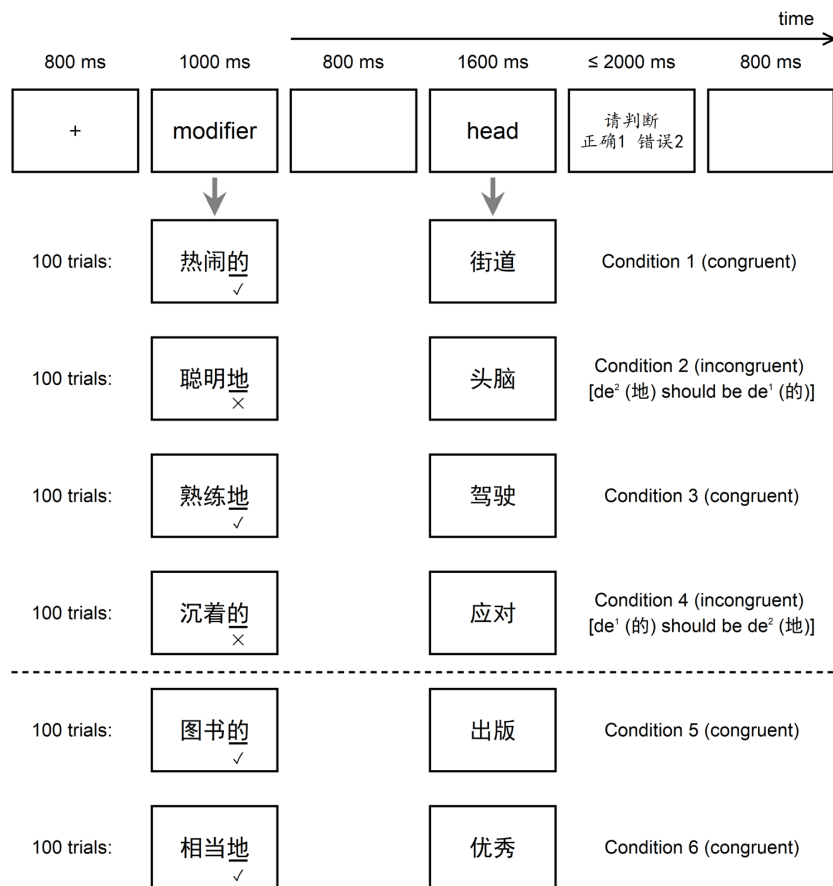 time
800 ms 1000 ms 800 ms 1600 ms ≤ 2000 ms 800 ms
+ modifier head 请判断
正确1 错误2
100 trials: 热闹的 街道 Condition 1 (congruent)
✓
100 trials: 聪明地 头脑 Condition 2 (incongruent)
× [de² (地) should be de¹ (的)]
100 trials: 熟练地 驾驶 Condition 3 (congruent)
✓
100 trials: 沉着的 应对 Condition 4 (incongruent)
× [de¹ (的) should be de² (地)]
100 trials: 图书的 出版 Condition 5 (congruent)
✓
100 trials: 相当地 优秀 Condition 6 (congruent)
✓